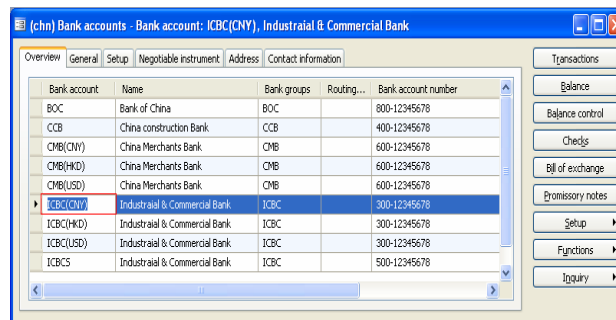 (chn) Bank accounts - Bank account: ICBC(CNY), Industraial & Commercial Bank
Overview General Setup Negotiable instrument Address Contact information
Bank account Name Bank groups Routing... Bank account number
BOC Bank of China BOC 800-12345678
CCB China construction Bank CCB 400-12345678
CMB(CNY) China Merchants Bank CMB 600-12345678
CMB(HKD) China Merchants Bank CMB 600-12345678
CMB(USD) China Merchants Bank CMB 600-12345678
ICBC(CNY) Industraial & Commercial Bank ICBC 300-12345678
ICBC(HKD) Industraial & Commercial Bank ICBC 300-12345678
ICBC(USD) Industraial & Commercial Bank ICBC 300-12345678
ICBCS Industraial & Commercial Bank ICBC 500-12345678
Transactions
Balance
Balance control
Checks
Bill of exchange
Promissory notes
Setup
Functions
Inquiry